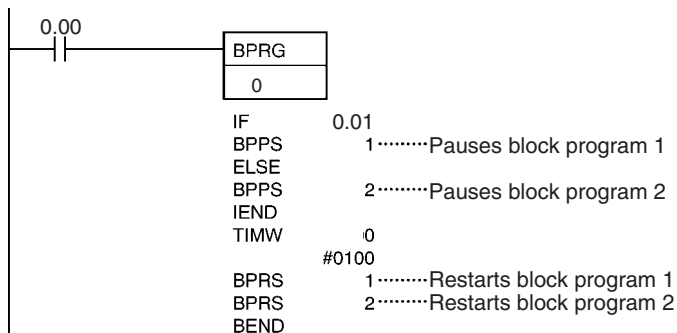 0.00
BPRG
0
IF 0.01
BPPS 1 Pauses block program 1
ELSE
BPPS 2 Pauses block program 2
IEND
TIMW 0
#0100
BPRS 1 Restarts block program 1
BPRS 2 Restarts block program 2
BEND